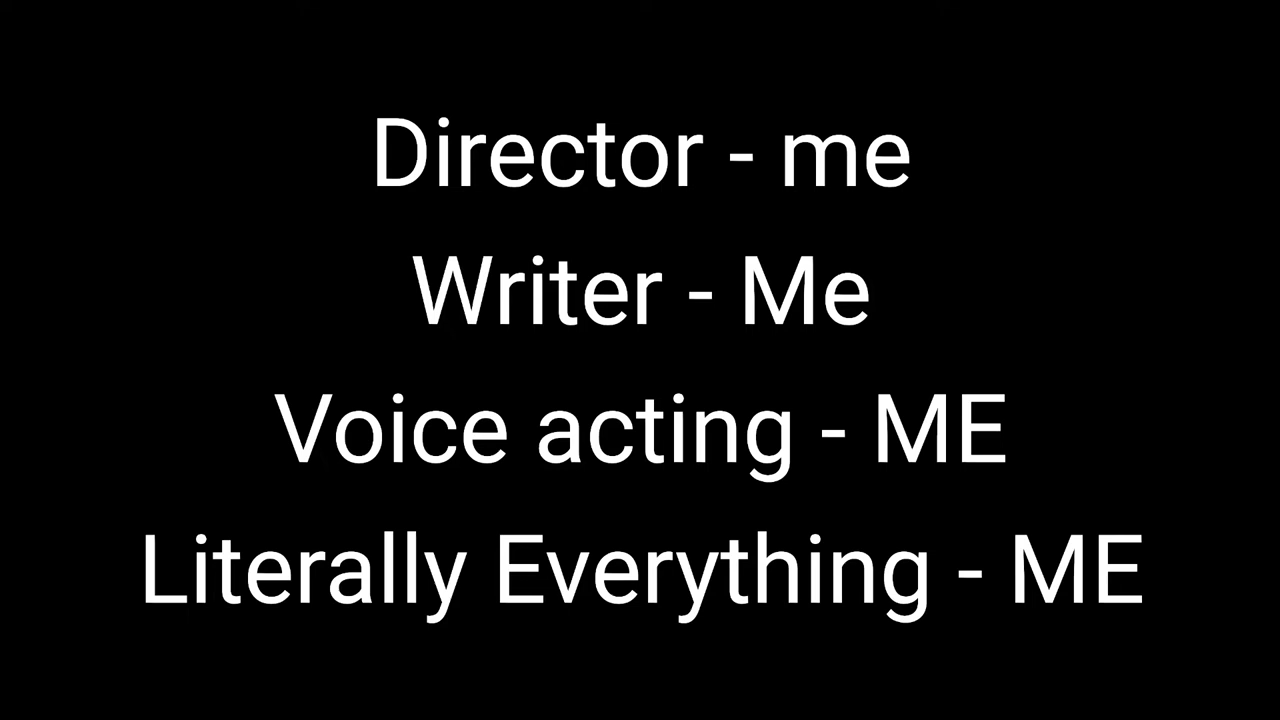 Director - me
Writer - Me
Voice acting - ME
Literally Everything - ME